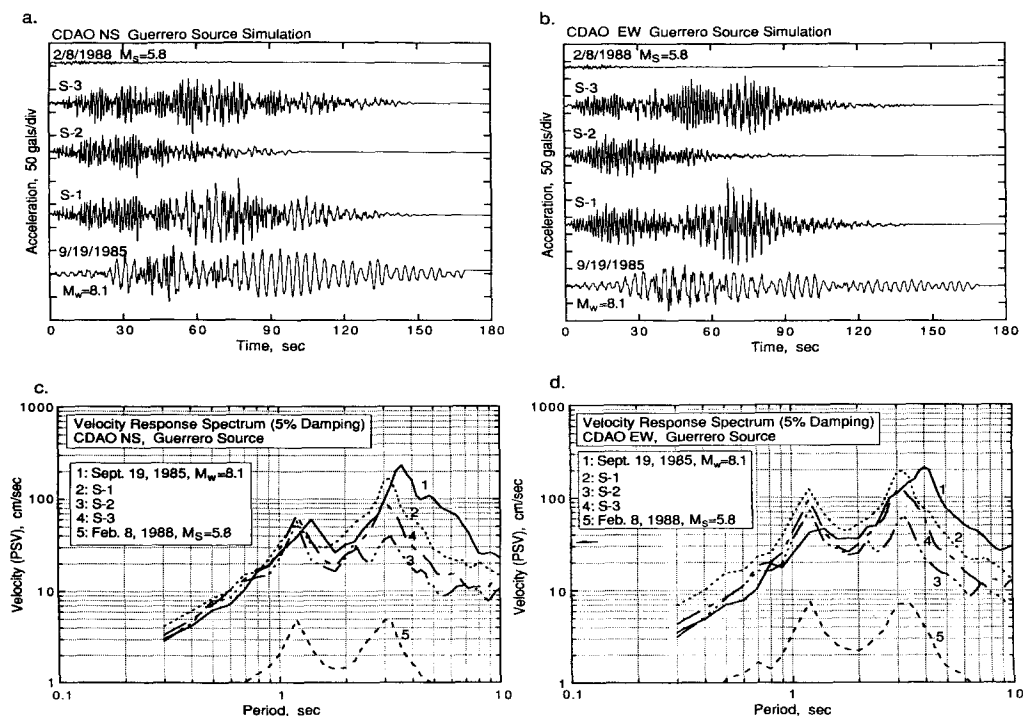 a.
CDAO NS Guerrero Source Simulation
2/8/1988 MS=5.8
S-3
S-2
S-1
9/19/1985
Mw=8.1
Acceleration, 50 gals/div
0 30 60 90 120 150 180
Time, sec
b.
CDAO EW Guerrero Source Simulation
2/8/1988 MS=5.8
S-3
S-2
S-1
9/19/1985
Mw=8.1
Acceleration, 50 gals/div
0 30 60 90 120 150 180
Time, sec
c.
1000
100
10
1
Velocity (PSV), cm/sec
Velocity Response Spectrum (5% Damping)
CDAO NS, Guerrero Source
1: Sept. 19, 1985, Mw=8.1
2: S-1
3: S-2
4: S-3
5: Feb. 8, 1988, MS=5.8
1
2
4
3
5
0.1 1 10
Period, sec
d.
1000
100
10
1
Velocity (PSV), cm/sec
Velocity Response Spectrum (5% Damping)
CDAO EW, Guerrero Source
1: Sept. 19, 1985, Mw=8.1
2: S-1
3: S-2
4: S-3
5: Feb. 8, 1988, MS=5.8
1
2
4
3
5
0.1 1 10
Period, sec